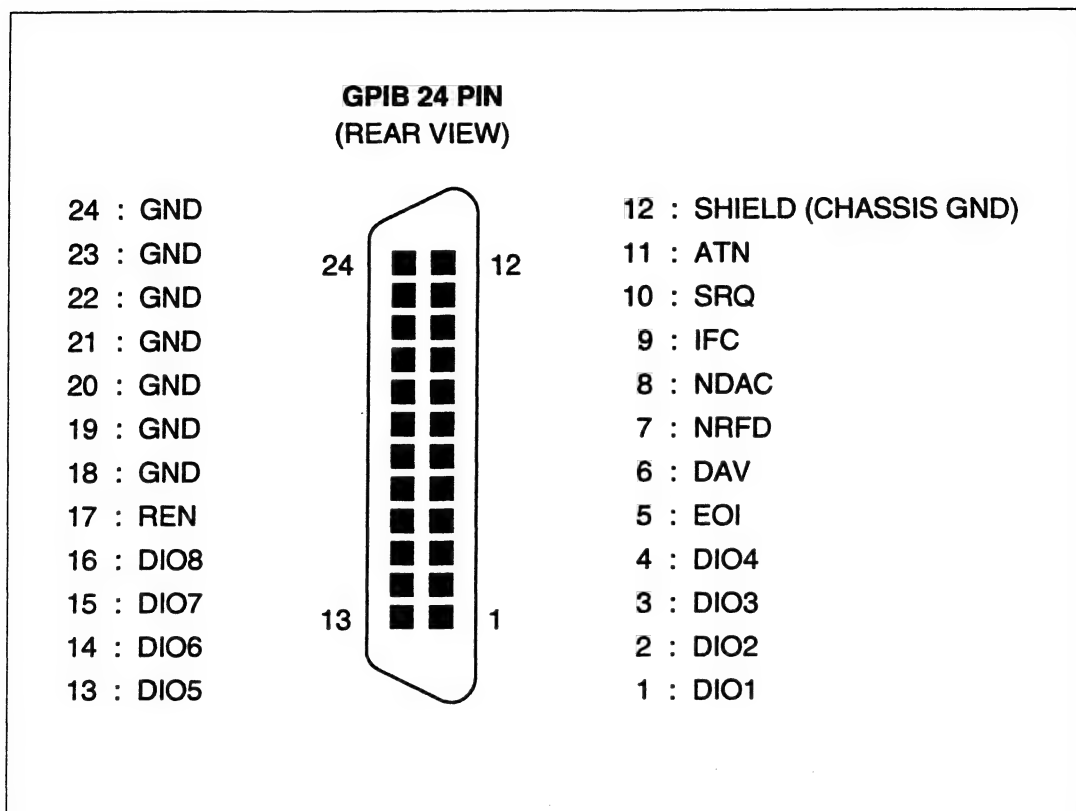 GPIB 24 PIN
(REAR VIEW)
24 : GND
23 : GND
22 : GND
21 : GND
20 : GND
19 : GND
18 : GND
17 : REN
16 : DIO8
15 : DIO7
14 : DIO6
13 : DIO5
24
12
13
1
12 : SHIELD (CHASSIS GND)
11 : ATN
10 : SRQ
9 : IFC
8 : NDAC
7 : NRFD
6 : DAV
5 : EOI
4 : DIO4
3 : DIO3
2 : DIO2
1 : DIO1